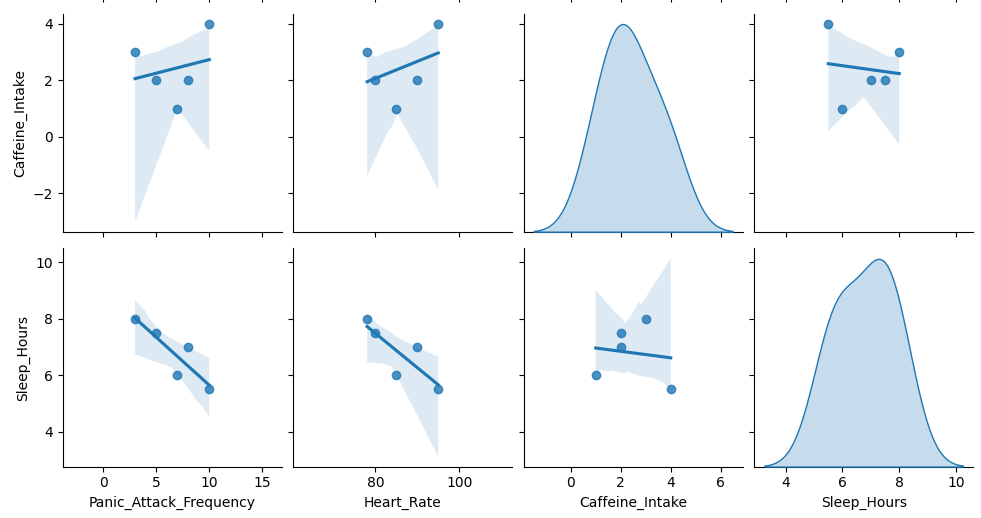 4
2
0
−2
Caffeine_Intake
10
8
6
4
Sleep_Hours
0 5 10 15
80 100
0 2 4 6
4 6 8 10
Panic_Attack_Frequency Heart_Rate Caffeine_Intake Sleep_Hours